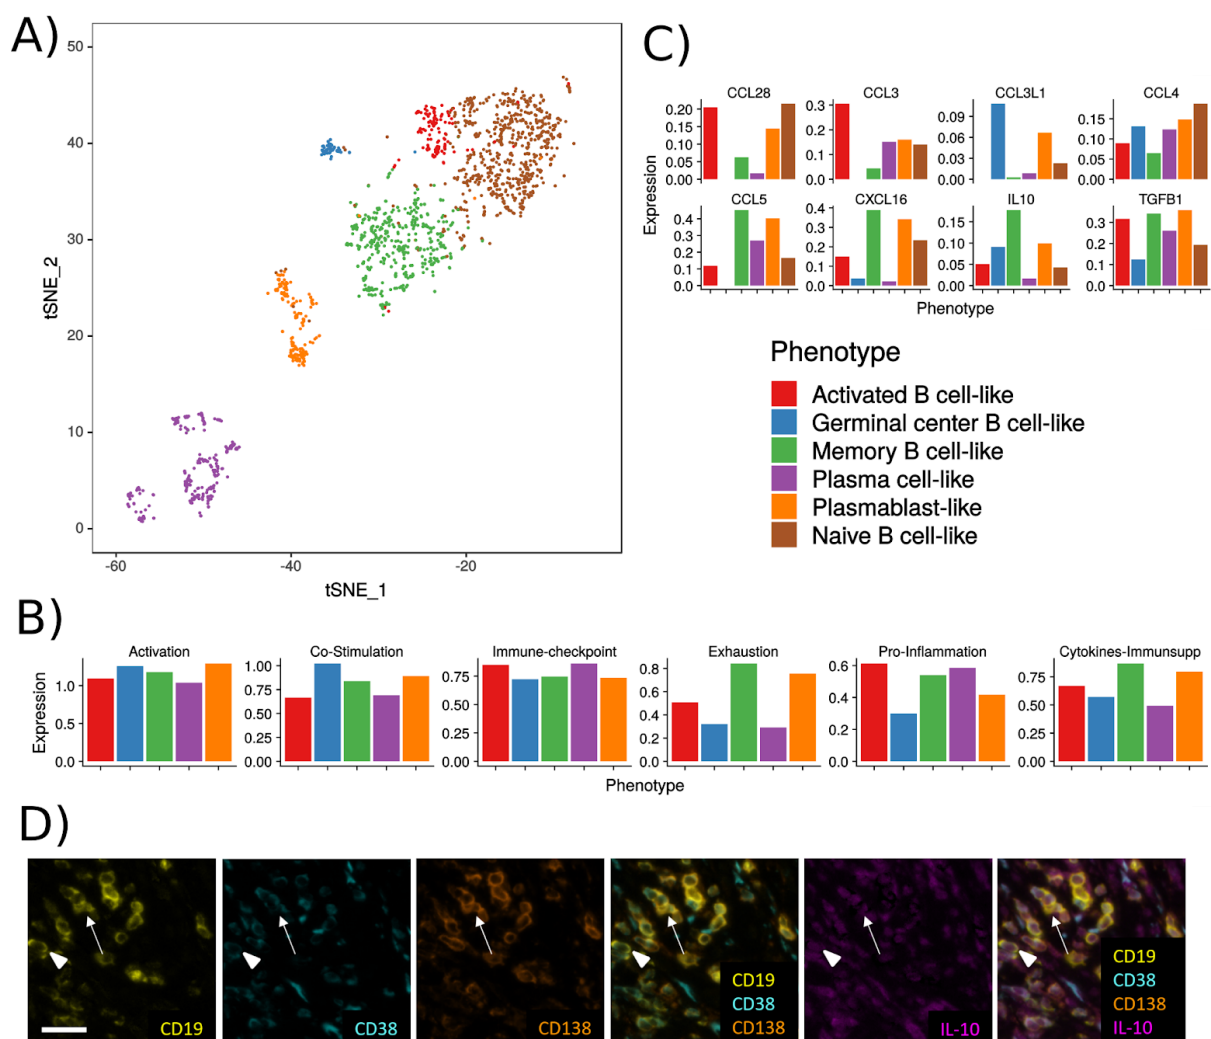 A)
50
40
30
20
10
0
tSNE_2
-60 -40 -20
tSNE_1
C)
CCL28 CCL3 CCL3L1 CCL4
0.20
0.15
0.10
0.05
0.00
0.3
0.2
0.1
0.0
0.09
0.06
0.03
0.00
0.15
0.10
0.05
0.00
Expression
CCL5 CXCL16 IL10 TGFB1
0.4
0.3
0.2
0.1
0.0
0.3
0.2
0.1
0.0
0.15
0.10
0.05
0.00
0.3
0.2
0.1
0.0
Phenotype
Phenotype
Activated B cell-like
Germinal center B cell-like
Memory B cell-like
Plasma cell-like
Plasmablast-like
Naive B cell-like
B)
Activation Co-Stimulation Immune-checkpoint Exhaustion Pro-Inflammation Cytokines-Immunsupp
Expression
1.0
0.5
0.0
1.00
0.75
0.50
0.25
0.00
0.75
0.50
0.25
0.00
0.8
0.6
0.4
0.2
0.0
0.6
0.4
0.2
0.0
0.75
0.50
0.25
0.00
Phenotype
D)
CD19
CD38
CD138
CD19
CD38
CD138
IL-10
CD19
CD38
CD138
IL-10